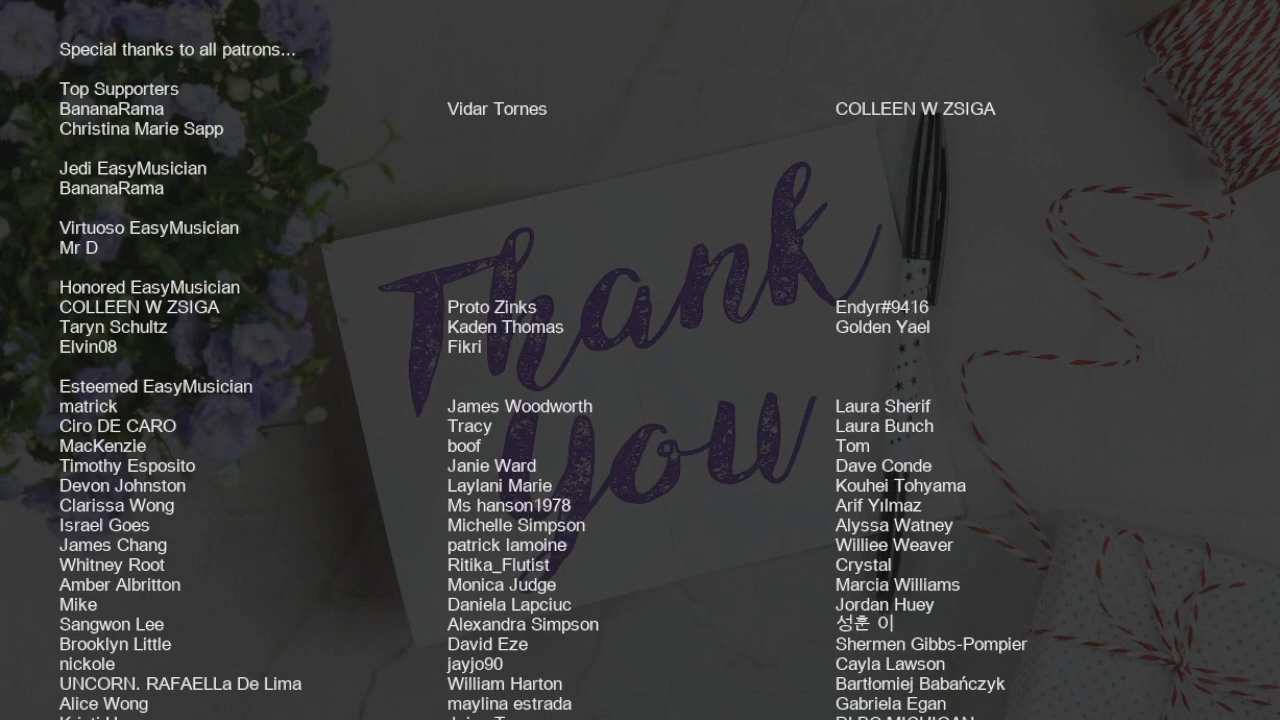 Special thanks to all patrons...
Top Supporters
BananaRama
Vidar Tornes
COLLEEN W ZSIGA
Christina Marie Sapp
Jedi EasyMusician
BananaRama
Virtuoso EasyMusician
Mr D
Honored EasyMusician
COLLEEN W ZSIGA
Proto Zinks
Endyr#9416
Taryn Schultz
Kaden Thomas
Golden Yael
Elvin08
Fikri
Esteemed EasyMusician
matrick
James Woodworth
Laura Sherif
Ciro DE CARO
Tracy
Laura Bunch
MacKenzie
boof
Tom
Timothy Esposito
Janie Ward
Dave Conde
Devon Johnston
Laylani Marie
Kouhei Tohyama
Clarissa Wong
Ms hanson1978
Arif Yılmaz
Israel Goes
Michelle Simpson
Alyssa Watney
James Chang
patrick lamoine
Williee Weaver
Whitney Root
Ritika_Flutist
Crystal
Amber Albritton
Monica Judge
Marcia Williams
Mike
Daniela Lapciuc
Jordan Huey
Sangwon Lee
Alexandra Simpson
성훈 이
Brooklyn Little
David Eze
Shermen Gibbs-Pompier
nickole
jayjo90
Cayla Lawson
UNCORN. RAFAELLa De Lima
William Harton
Bartłomiej Babańczyk
Alice Wong
maylina estrada
Gabriela Egan
Thank
you